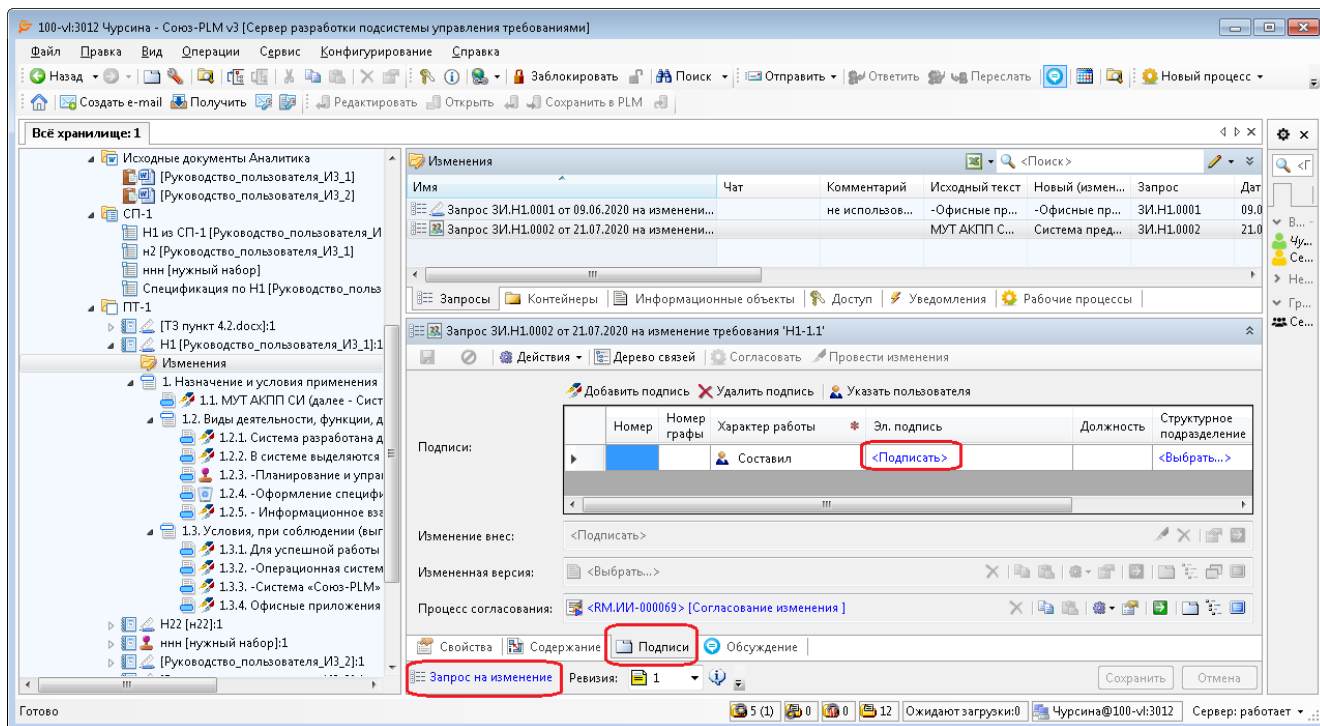 100-vl:3012 Чурсина - Союз-PLM v3 [Сервер разработки подсистемы управления требованиями]
Файл Правка Вид Операции Сервис Конфигурирование Справка
Назад Заблокировать Поиск Отправить Ответить Переслать Новый процесс
Создать e-mail Получить Редактировать Открыть Сохранить в PLM
Всё хранилище: 1
Исходные документы Аналитика
[Руководство_пользователя_ИЗ_1]
[Руководство_пользователя_ИЗ_2]
СП-1
Н1 из СП-1 [Руководство_пользователя_И
н2 [Руководство_пользователя_ИЗ_1]
ннн [нужный набор]
Спецификация по Н1 [Руководство_польз
ПТ-1
[ТЗ пункт 4.2.docx]:1
Н1 [Руководство_пользователя_ИЗ_1]:1
Изменения
1. Назначение и условия применения
1.1. МУТ АКПП СИ (далее - Сист
1.2. Виды деятельности, функции, д
1.2.1. Система разработана д
1.2.2. В системе выделяются
1.2.3. -Планирование и упра
1.2.4. -Оформление специфи
1.2.5. - Информационное вза
1.3. Условия, при соблюдении (вып
1.3.1. Для успешной работы
1.3.2. -Операционная систем
1.3.3. -Система «Союз-PLM»
1.3.4. Офисные приложения
Н22 [н22]:1
ннн [нужный набор]:1
[Руководство_пользователя_ИЗ_2]:1
Изменения <Поиск>
Имя Чат Комментарий Исходный текст Новый (измен... Запрос Дат
Запрос ЗИ.Н1.0001 от 09.06.2020 на изменени... не использов... -Офисные пр... -Офисные пр... ЗИ.Н1.0001 09.0
Запрос ЗИ.Н1.0002 от 21.07.2020 на изменени... МУТ АКПП С... Система пред... ЗИ.Н1.0002 21.0
Запросы Контейнеры Информационные объекты Доступ Уведомления Рабочие процессы
Запрос ЗИ.Н1.0002 от 21.07.2020 на изменение требования 'Н1-1.1'
Действия Дерево связей Согласовать Провести изменения
Добавить подпись Удалить подпись Указать пользователя
Подписи:
Номер Номер графы Характер работы * Эл. подпись Должность Структурное подразделение
Составил <Подписать> <Выбрать...>
Изменение внес: <Подписать>
Измененная версия: <Выбрать...>
Процесс согласования: <RM.ИИ-000069> [Согласование изменения ]
Свойства Содержание Подписи Обсуждение
Запрос на изменение Ревизия: 1 Сохранить Отмена
<Г
В...
Чу...
Се...
Не...
Гр...
Се...
Готово 5 (1) 0 0 12 Ожидают загрузки:0 Чурсина@100-vl:3012 Сервер: работает